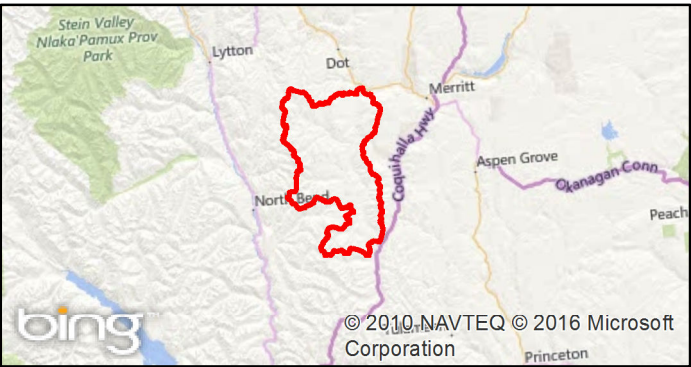 Stein Valley
Nlaka'Pamux Prov
Park
Lytton
Dot
Merritt
Coquihalla Hwy
Aspen Grove
Okanagan Conn
North Bend
Peach
bing
© 2010 NAVTEQ © 2016 Microsoft
Corporation
Princeton